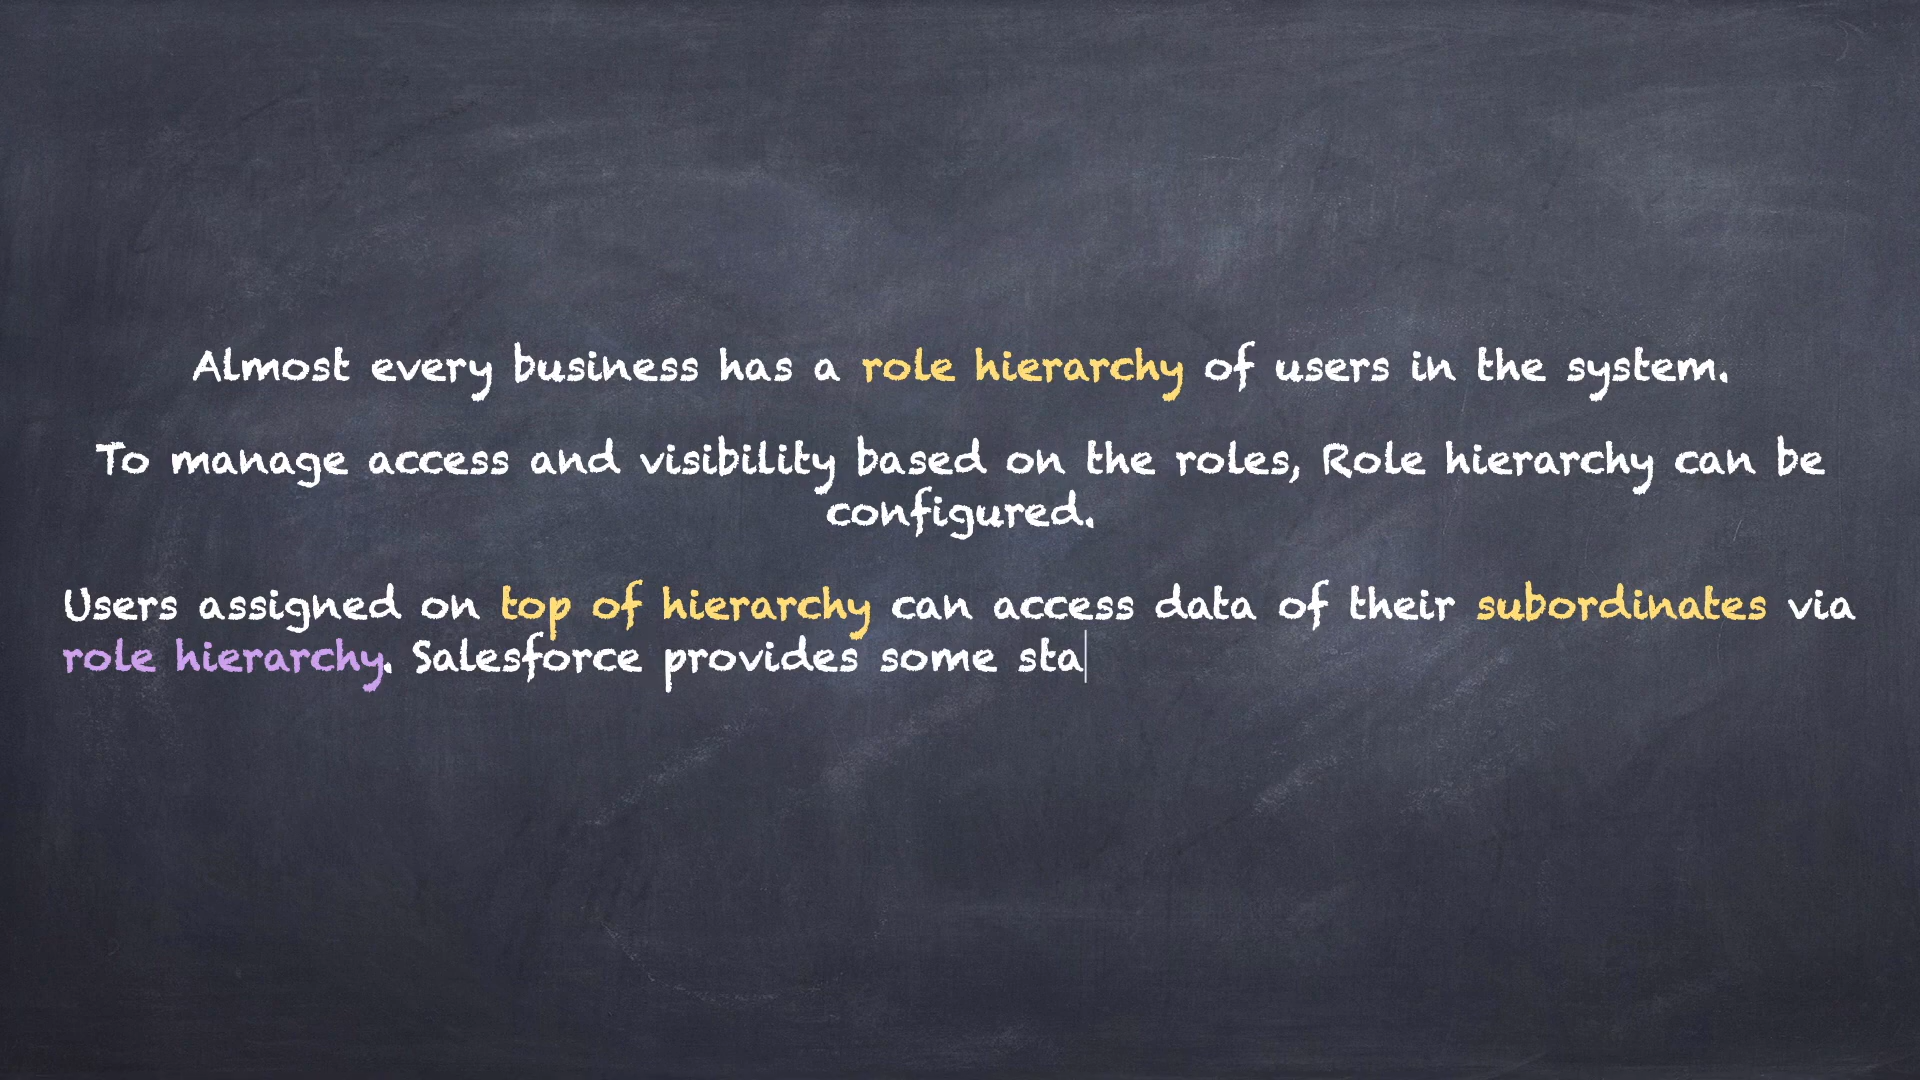 Almost every business has a role hierarchy of users in the system.
To manage access and visibility based on the roles, Role hierarchy can be
configured.
Users assigned on top of hierarchy can access data of their subordinates via
role hierarchy. Salesforce provides some sta